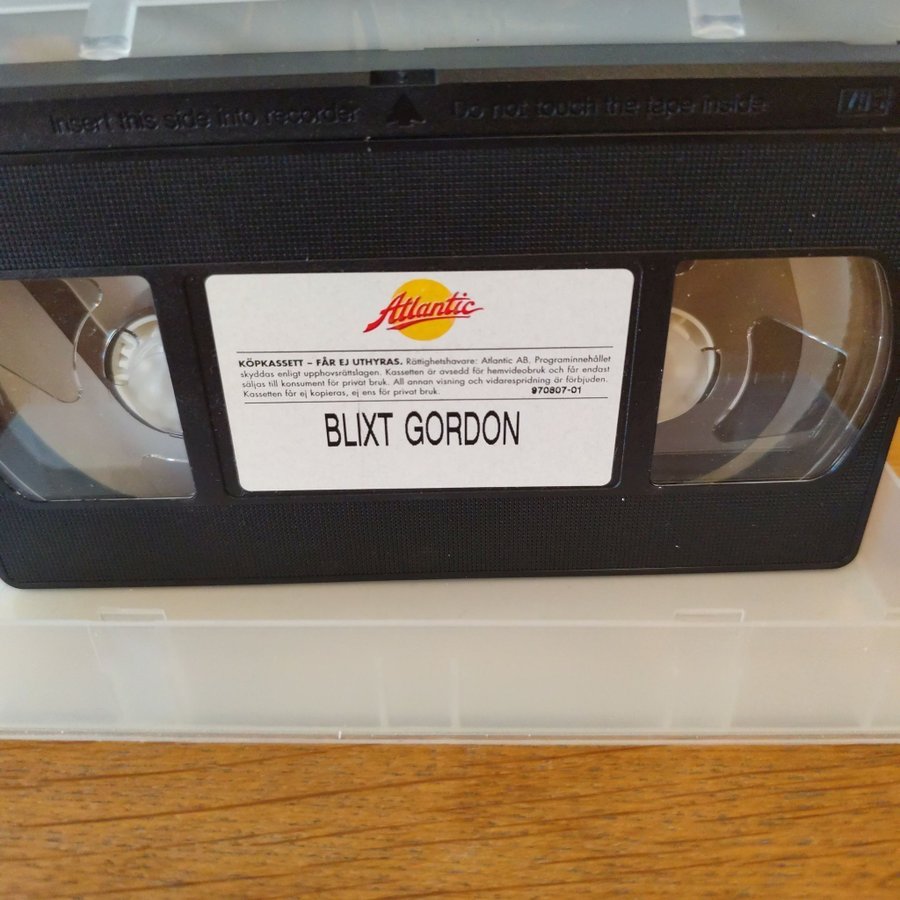 Insert this side into recorder Do not touch the tape inside VHS
Atlantic
KÖPKASSETT – FÅR EJ UTHYRAS. Rättighetshavare: Atlantic AB. Programinnehållet
skyddas enligt upphovsrättslagen. Kassetten är avsedd för hemvideobruk och får endast
säljas till konsument för privat bruk. All annan visning och vidarespridning är förbjuden.
Kassetten får ej kopieras, ej ens för privat bruk. 970807-01
BLIXT GORDON